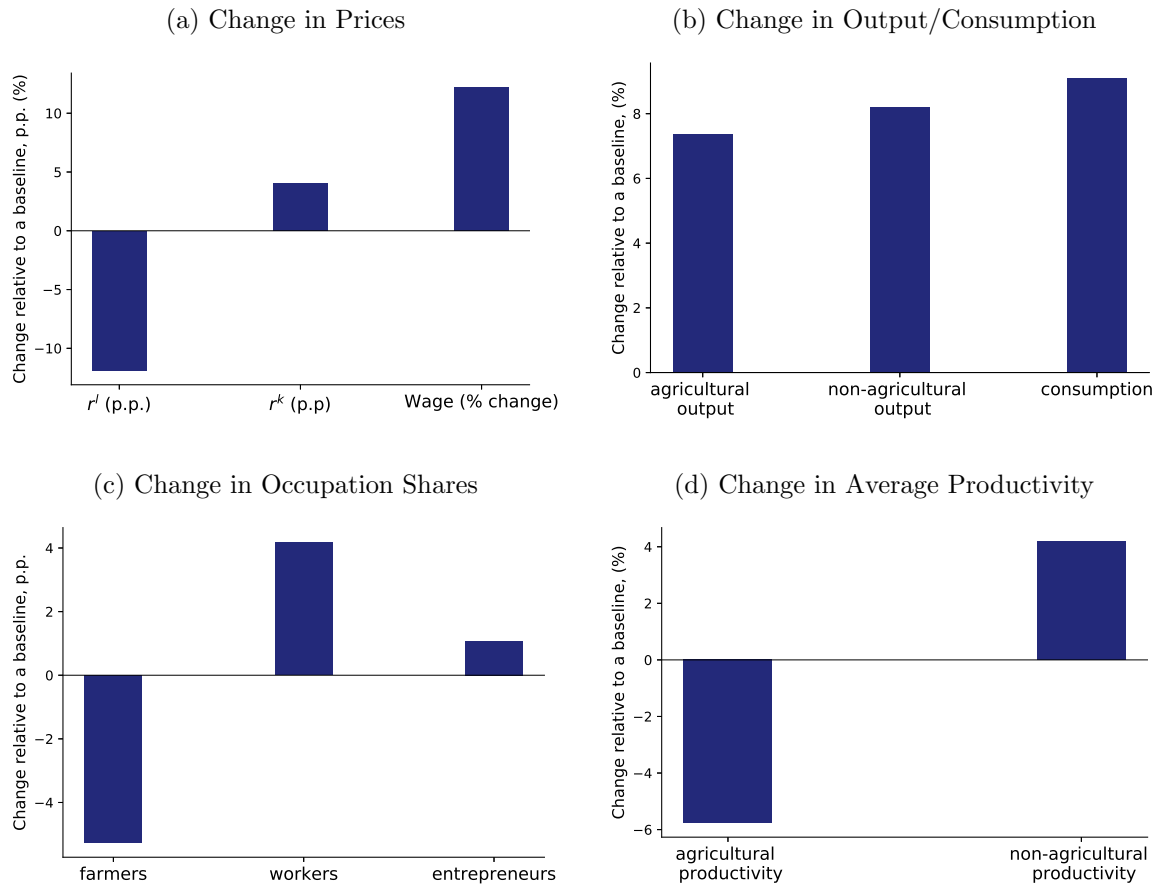 (a) Change in Prices
Change relative to a baseline, p.p. (%)
10
5
0
−5
−10
r^l (p.p.)
r^k (p.p)
Wage (% change)
(b) Change in Output/Consumption
Change relative to a baseline, (%)
8
6
4
2
0
agricultural
output
non-agricultural
output
consumption
(c) Change in Occupation Shares
Change relative to a baseline, p.p.
4
2
0
−2
−4
farmers
workers
entrepreneurs
(d) Change in Average Productivity
Change relative to a baseline, (%)
4
2
0
−2
−4
−6
agricultural
productivity
non-agricultural
productivity